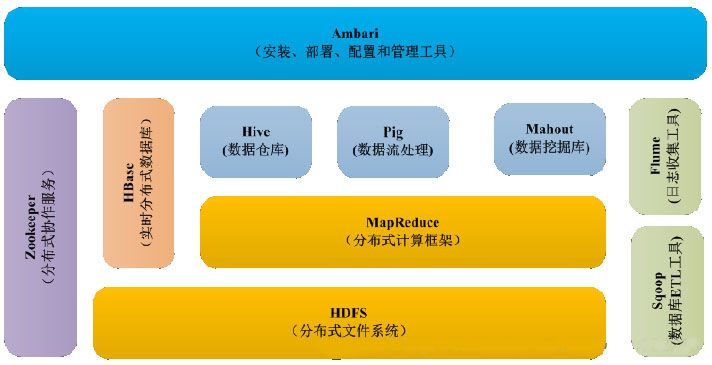 Ambari
（安装、部署、配置和管理工具）
Zookeeper
（分布式协作服务）
HBase
（实时分布式数据库）
Hive
(数据仓库)
Pig
(数据流处理)
Mahout
(数据挖掘库)
Flume
(日志收集工具)
MapReduce
（分布式计算框架）
Sqoop
(数据库ETL工具)
HDFS
（分布式文件系统）